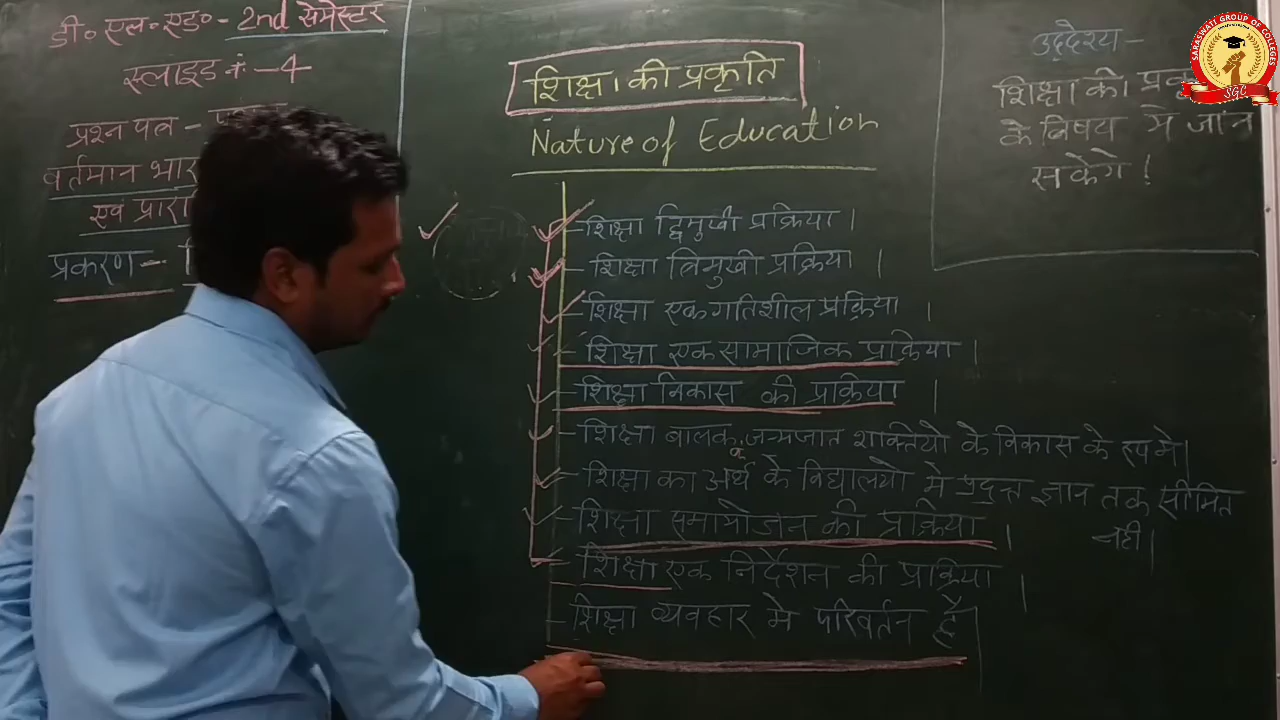 डी० एल० एड० - 2nd सेमेस्टर
स्लाइड नं. - 4
प्रश्न पत्र -
वर्तमान
एवं
प्रकरण -
शिक्षा की प्रकृति
Nature of Education
- शिक्षा द्विमुखी प्रक्रिया ।
- शिक्षा त्रिमुखी प्रक्रिया ।
- शिक्षा एक गतिशील प्रक्रिया ।
- शिक्षा एक सामाजिक प्रक्रिया ।
- शिक्षा विकास की प्रक्रिया ।
- शिक्षा बालक की जन्मजात शक्तियो के विकास के रूप मे ।
- शिक्षा का अर्थ के विद्यालयो मे प्रदत्त ज्ञान तक सीमित
नही ।
- शिक्षा समायोजन की प्रक्रिया ।
- शिक्षा एक निर्देशन की प्रक्रिया ।
- शिक्षा व्यवहार मे परिवर्तन है ।
उद्देश्य -
शिक्षा की
के विषय मे जान
सकेगे !
SARASWATI GROUP OF COLLEGES
SGC